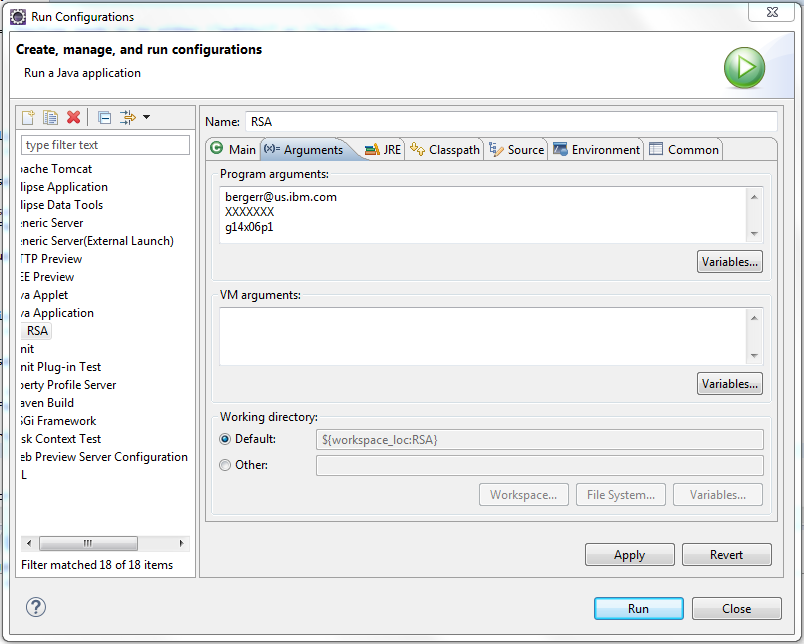 Run Configurations
Create, manage, and run configurations
Run a Java application
type filter text
ache Tomcat
lipse Application
lipse Data Tools
eneric Server
eneric Server(External Launch)
TTP Preview
EE Preview
va Applet
va Application
RSA
nit
nit Plug-in Test
berty Profile Server
aven Build
SGi Framework
sk Context Test
eb Preview Server Configuration
L
Filter matched 18 of 18 items
Name: RSA
Main (x)= Arguments JRE Classpath Source Environment Common
Program arguments:
bergerr@us.ibm.com
XXXXXXX
g14x06p1
Variables...
VM arguments:
Variables...
Working directory:
Default: ${workspace_loc:RSA}
Other:
Workspace... File System... Variables...
Apply Revert
? Run Close